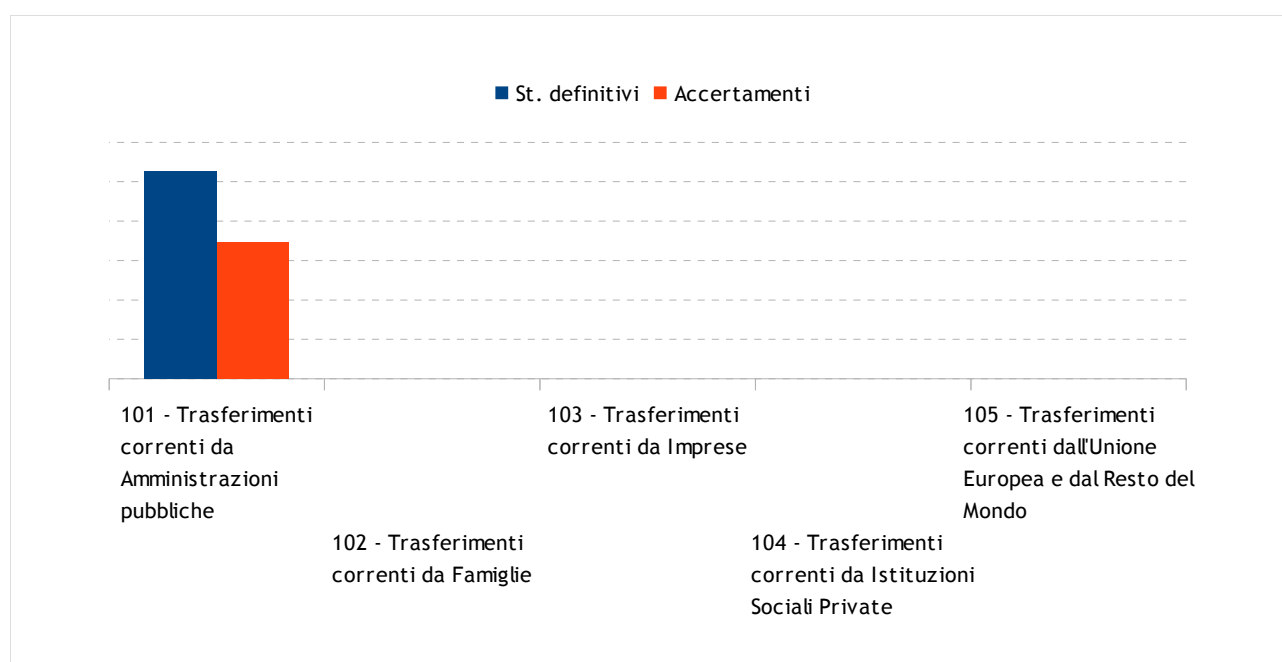 St. definitivi Accertamenti
101 - Trasferimenti
correnti da
Amministrazioni
pubbliche
102 - Trasferimenti
correnti da Famiglie
103 - Trasferimenti
correnti da Imprese
104 - Trasferimenti
correnti da Istituzioni
Sociali Private
105 - Trasferimenti
correnti dall'Unione
Europea e dal Resto del
Mondo